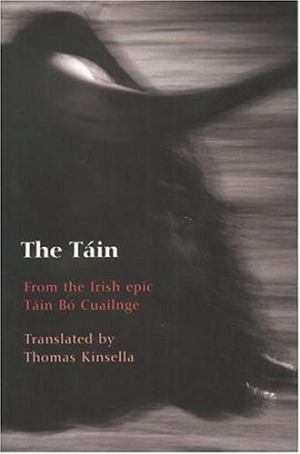 The Táin
From the Irish epic
Táin Bó Cuailnge
Translated by
Thomas Kinsella